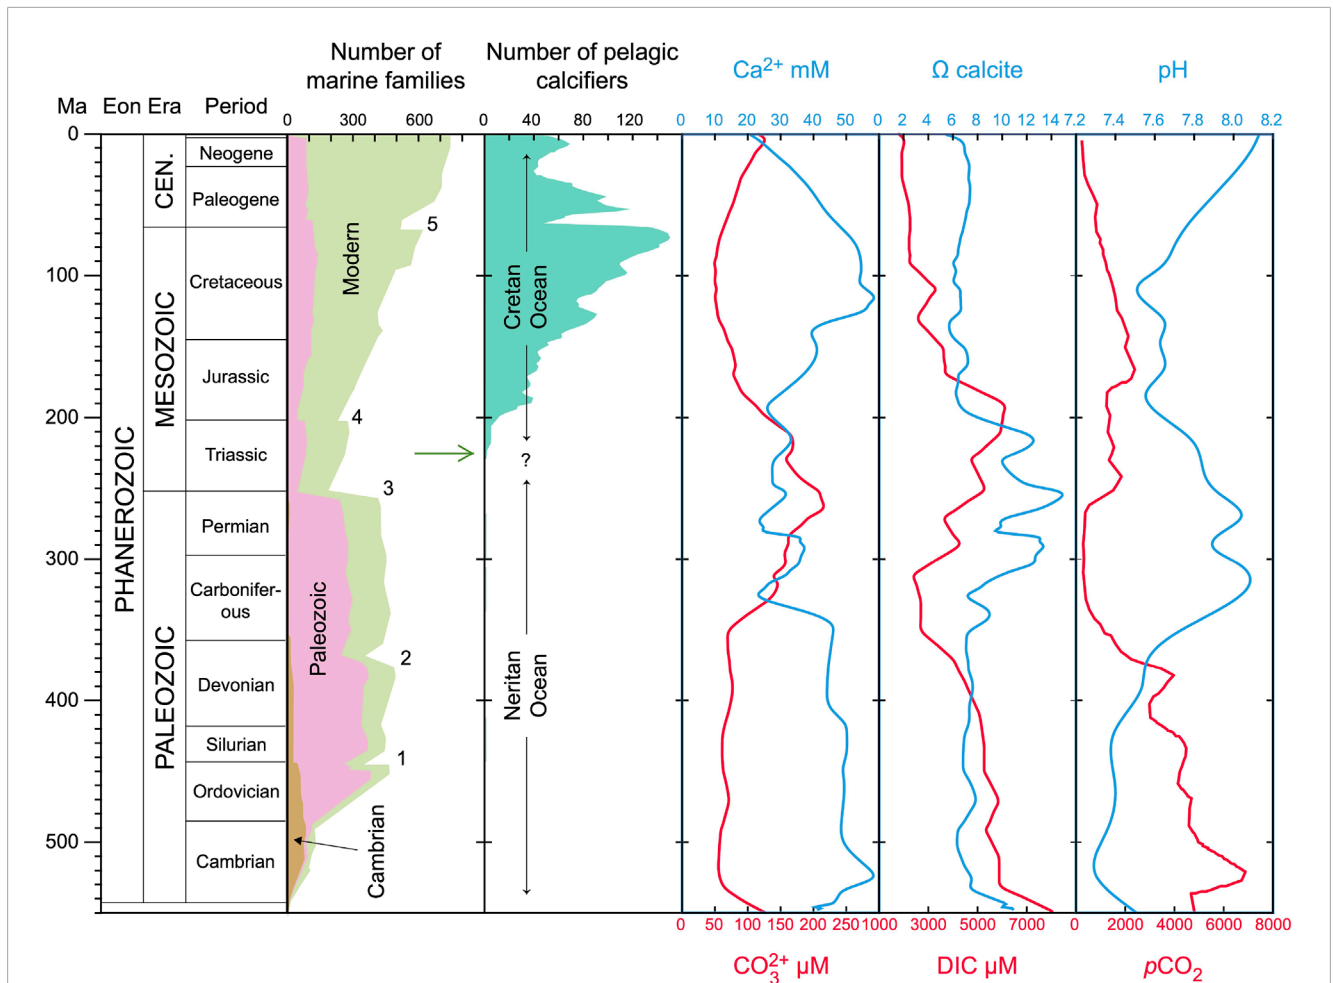 Number of
marine families
Number of pelagic
calcifiers
Ca²⁺ mM
Ω calcite
pH
Ma Eon Era Period
0 300 600
0 40 80 120
0 10 20 30 40 50
0 2 4 6 8 10 12 14
7.2 7.4 7.6 7.8 8.0 8.2
0
100
200
300
400
500
PHANEROZOIC
CEN.
MESOZOIC
PALEOZOIC
Neogene
Paleogene
Cretaceous
Jurassic
Triassic
Permian
Carbonifer-
ous
Devonian
Silurian
Ordovician
Cambrian
Modern
Paleozoic
Cambrian
5
4
3
2
1
Cretan
Ocean
?
Neritan
Ocean
0 50 100 150 200 250
1000 3000 5000 7000
0 2000 4000 6000 8000
CO₃²⁺ µM
DIC µM
pCO₂